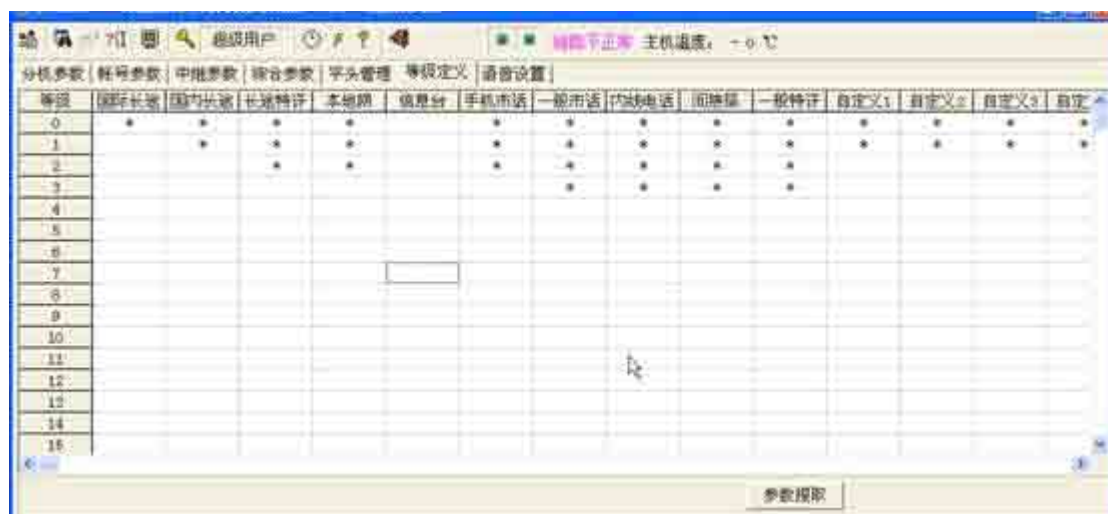 超级用户 主机温度: - 0 ℃
分机参数 帐号参数 中继参数 综合参数 字头管理 等级定义 语音设置
等级 国际长途 国内长途 长途特许 本地网 信息台 手机市话 一般市话 内线电话 一般特许 自定义1 自定义2 自定义3 自定
0 * * * * * * * * * * * * *
1 * * * * * * * * * * * *
2 * * * * * * *
3 * * * *
4
5
6
7
8
9
10
11
12
13
14
15
参数提取